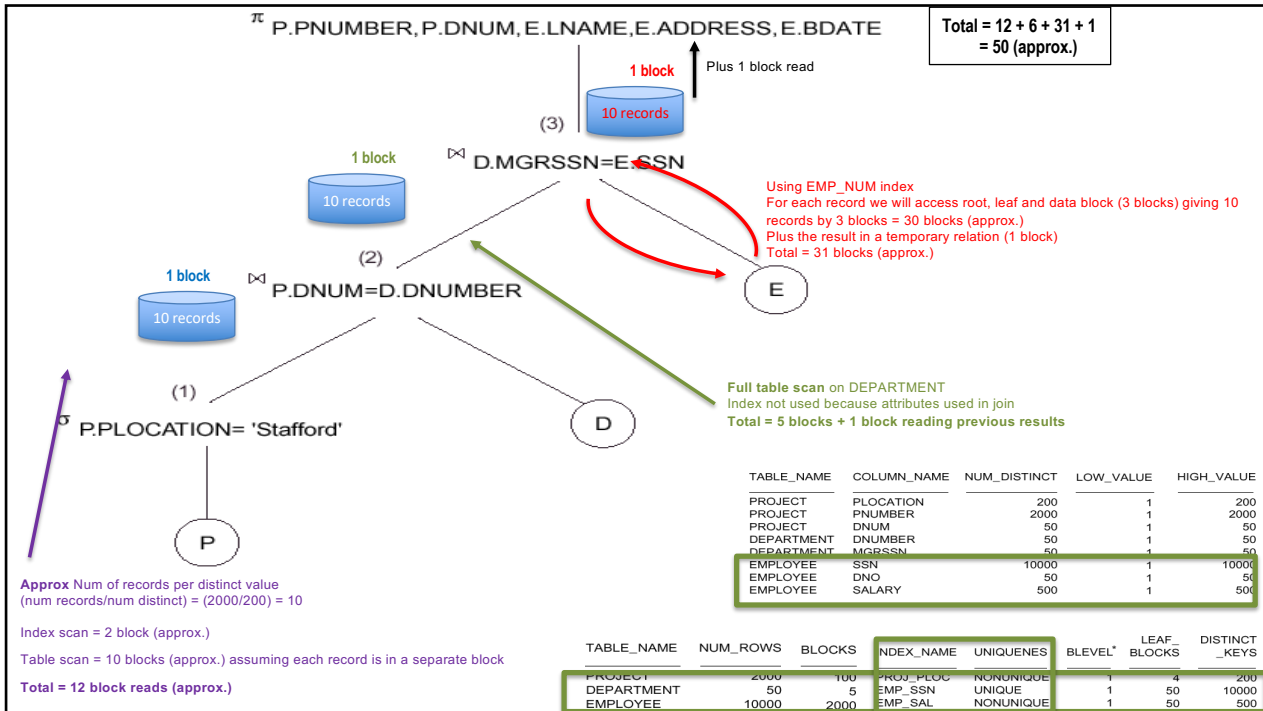 π P.PNUMBER,P.DNUM,E.LNAME,E.ADDRESS,E.BDATE
Total = 12 + 6 + 31 + 1
= 50 (approx.)
1 block
Plus 1 block read
10 records
(3)
1 block
⋈ D.MGRSSN=E.SSN
10 records
Using EMP_NUM index
For each record we will access root, leaf and data block (3 blocks) giving 10
records by 3 blocks = 30 blocks (approx.)
Plus the result in a temporary relation (1 block)
Total = 31 blocks (approx.)
(2)
1 block
⋈ P.DNUM=D.DNUMBER
E
10 records
(1)
Full table scan on DEPARTMENT
Index not used because attributes used in join
Total = 5 blocks + 1 block reading previous results
σ P.PLOCATION= 'Stafford'
D
P
TABLE_NAME COLUMN_NAME NUM_DISTINCT LOW_VALUE HIGH_VALUE
PROJECT PLOCATION 200 1 200
PROJECT PNUMBER 2000 1 2000
PROJECT DNUM 50 1 50
DEPARTMENT DNUMBER 50 1 50
DEPARTMENT MGRSSN 50 1 50
EMPLOYEE SSN 10000 1 10000
EMPLOYEE DNO 50 1 50
EMPLOYEE SALARY 500 1 500
Approx Num of records per distinct value
(num records/num distinct) = (2000/200) = 10
Index scan = 2 block (approx.)
Table scan = 10 blocks (approx.) assuming each record is in a separate block
Total = 12 block reads (approx.)
TABLE_NAME NUM_ROWS BLOCKS NDEX_NAME UNIQUENES BLEVEL* LEAF_ BLOCKS DISTINCT _KEYS
PROJECT 2000 100 PROJ_PLOC NONUNIQUE 1 4 200
DEPARTMENT 50 5 EMP_SSN UNIQUE 1 50 10000
EMPLOYEE 10000 2000 EMP_SAL NONUNIQUE 1 50 500